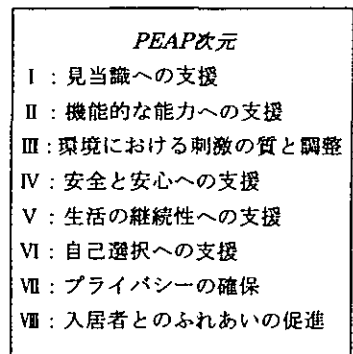 PEAP次元
Ⅰ：見当識への支援
Ⅱ：機能的な能力への支援
Ⅲ：環境における刺激の質と調整
Ⅳ：安全と安心への支援
Ⅴ：生活の継続性への支援
Ⅵ：自己選択への支援
Ⅶ：プライバシーの確保
Ⅷ：入居者とのふれあいの促進